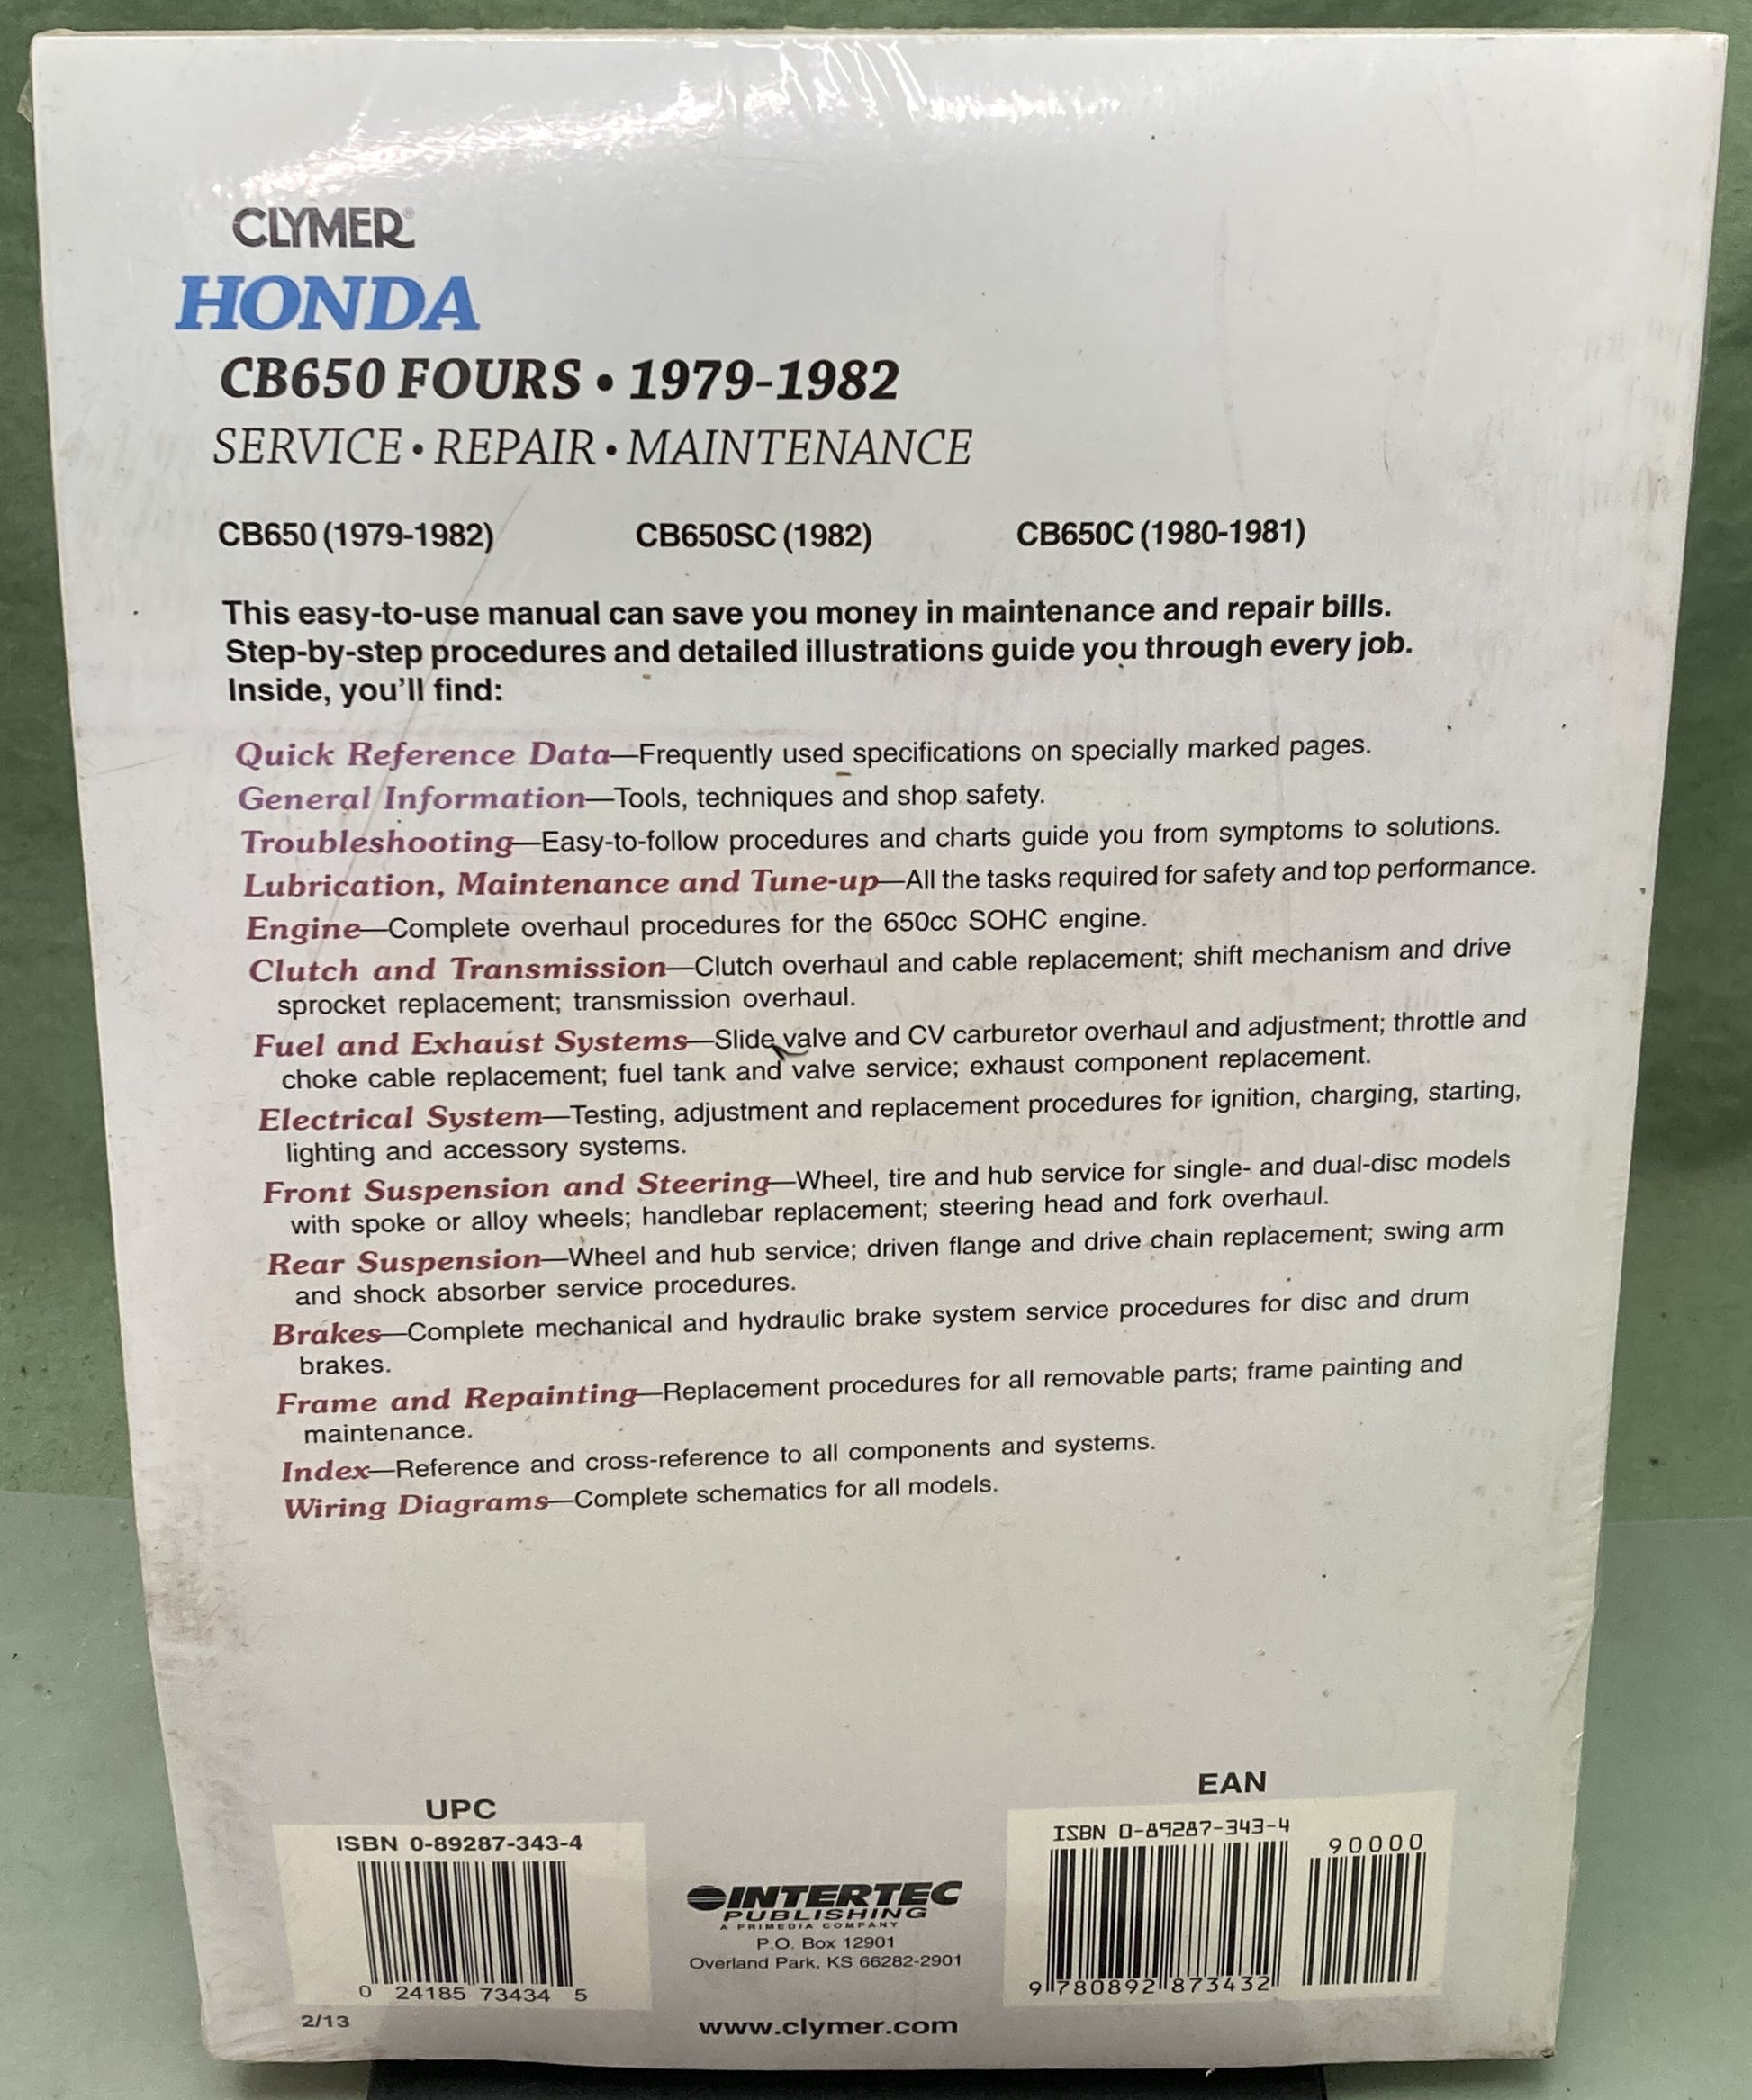 CLYMER®
HONDA
CB650 FOURS • 1979-1982
SERVICE • REPAIR • MAINTENANCE
CB650 (1979-1982) CB650SC (1982) CB650C (1980-1981)
This easy-to-use manual can save you money in maintenance and repair bills.
Step-by-step procedures and detailed illustrations guide you through every job.
Inside, you'll find:
Quick Reference Data—Frequently used specifications on specially marked pages.
General Information—Tools, techniques and shop safety.
Troubleshooting—Easy-to-follow procedures and charts guide you from symptoms to solutions.
Lubrication, Maintenance and Tune-up—All the tasks required for safety and top performance.
Engine—Complete overhaul procedures for the 650cc SOHC engine.
Clutch and Transmission—Clutch overhaul and cable replacement; shift mechanism and drive
sprocket replacement; transmission overhaul.
Fuel and Exhaust Systems—Slide valve and CV carburetor overhaul and adjustment; throttle and
choke cable replacement; fuel tank and valve service; exhaust component replacement.
Electrical System—Testing, adjustment and replacement procedures for ignition, charging, starting,
lighting and accessory systems.
Front Suspension and Steering—Wheel, tire and hub service for single- and dual-disc models
with spoke or alloy wheels; handlebar replacement; steering head and fork overhaul.
Rear Suspension—Wheel and hub service; driven flange and drive chain replacement; swing arm
and shock absorber service procedures.
Brakes—Complete mechanical and hydraulic brake system service procedures for disc and drum
brakes.
Frame and Repainting—Replacement procedures for all removable parts; frame painting and
maintenance.
Index—Reference and cross-reference to all components and systems.
Wiring Diagrams—Complete schematics for all models.
UPC
ISBN 0-89287-343-4
0 24185 73434 5
2/13
INTERTEC
PUBLISHING
A PRIMEDIA COMPANY
P.O. Box 12901
Overland Park, KS 66282-2901
www.clymer.com
EAN
ISBN 0-89287-343-4
90000
9 780892 873432